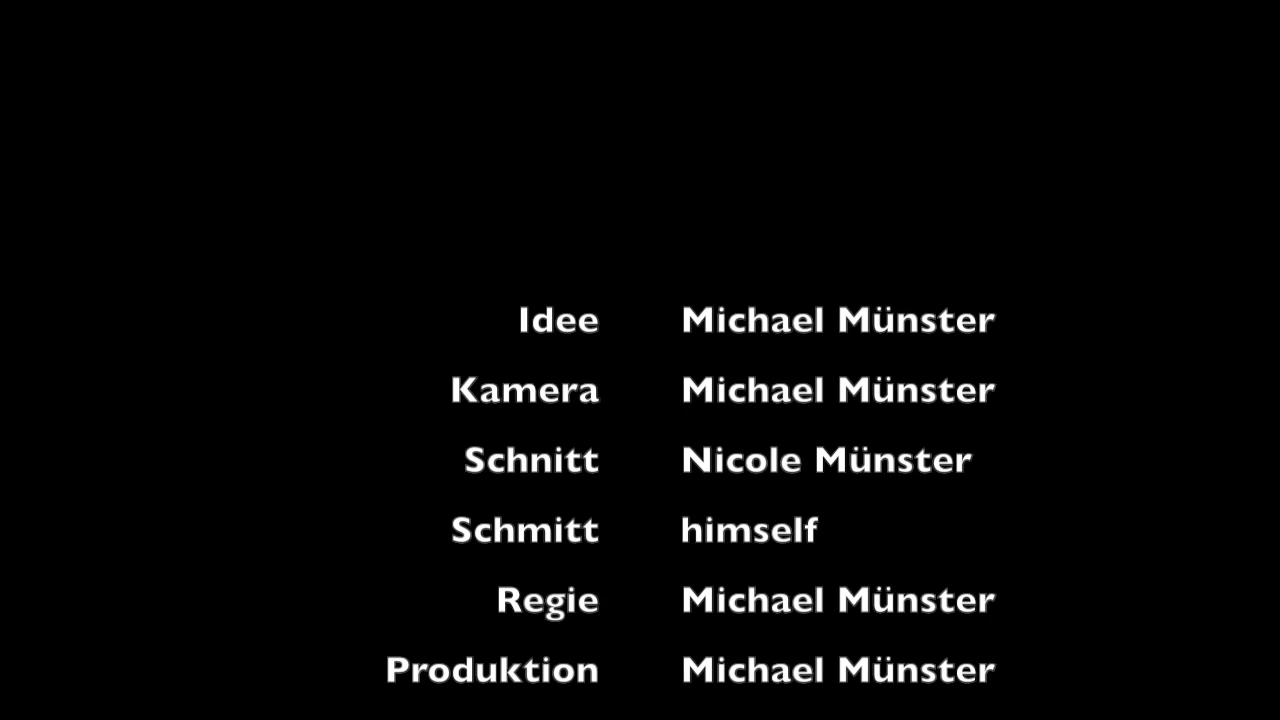 Idee Michael Münster
Kamera Michael Münster
Schnitt Nicole Münster
Schmitt himself
Regie Michael Münster
Produktion Michael Münster